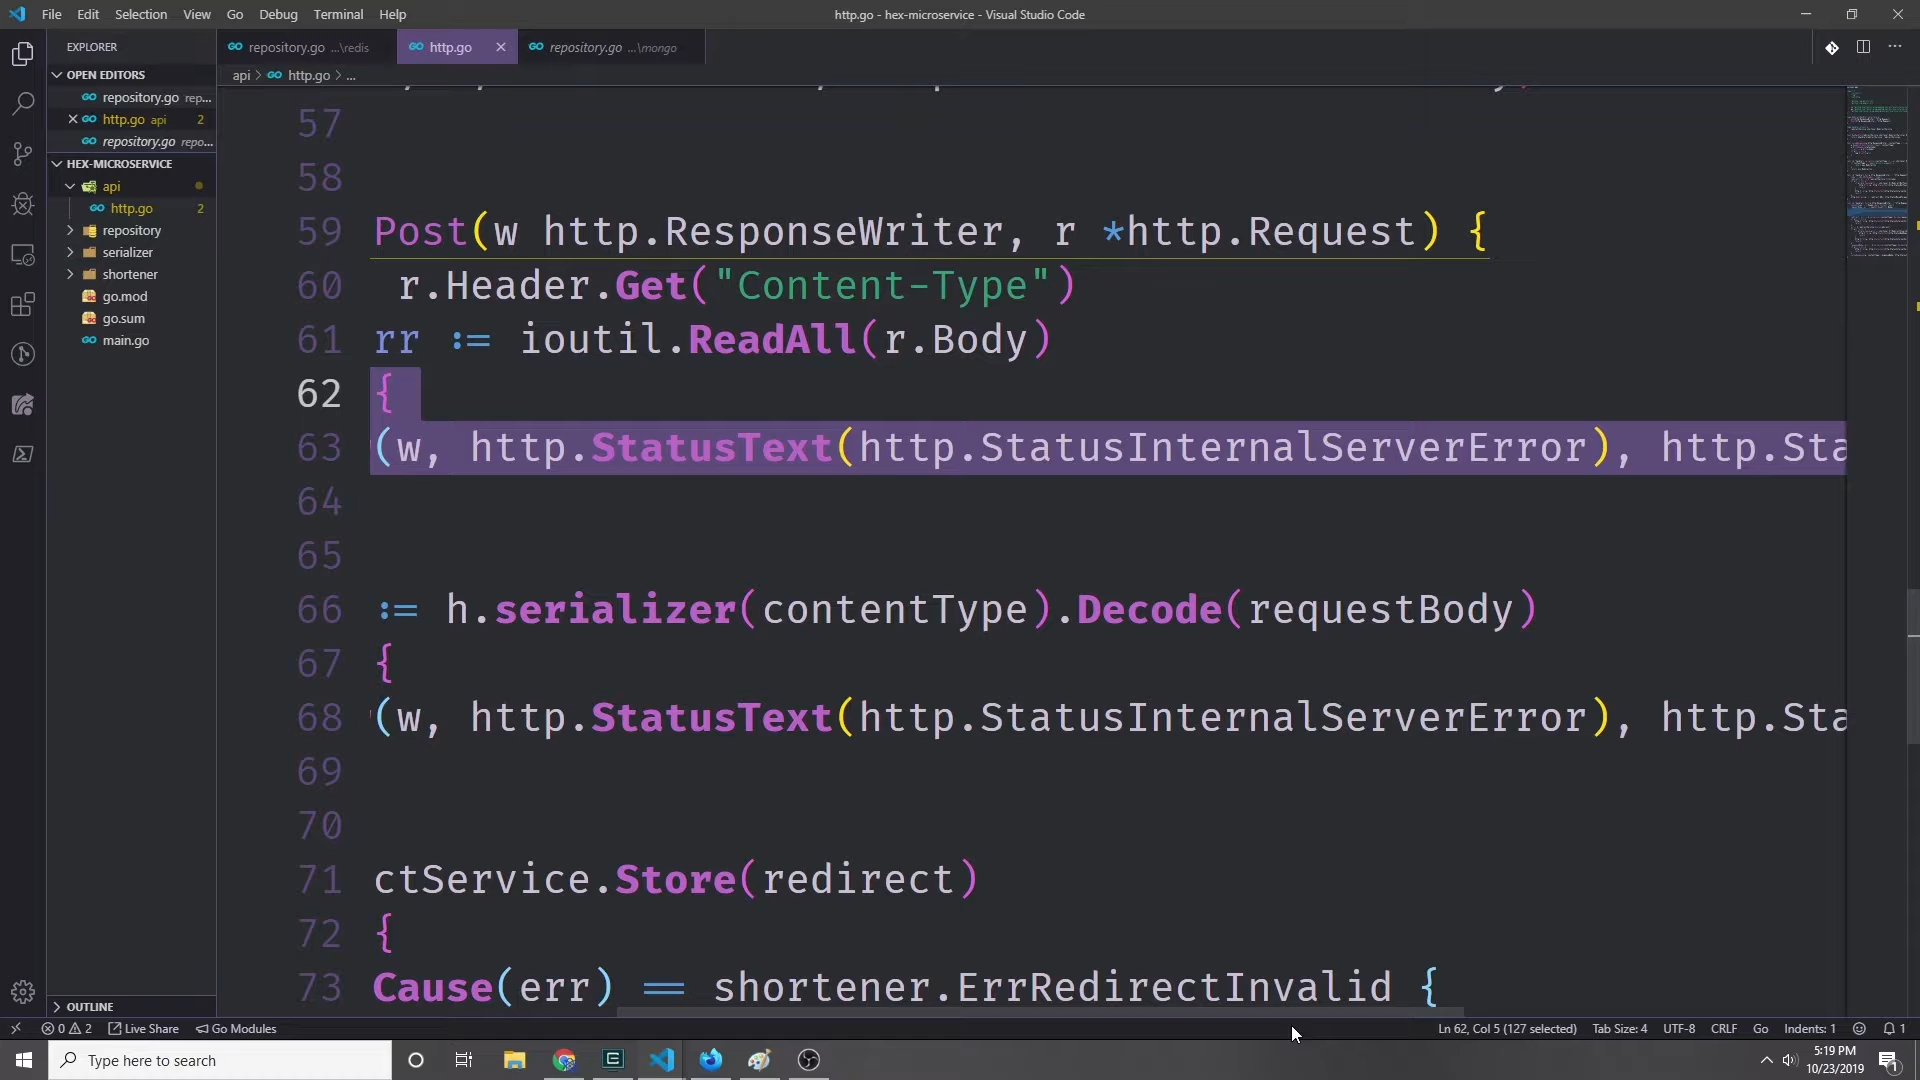 File Edit Selection View Go Debug Terminal Help
http.go - hex-microservice - Visual Studio Code
EXPLORER
repository.go ...\redis
http.go
repository.go ...\mongo
OPEN EDITORS
api > http.go > ...
repository.go rep...
http.go api 2
repository.go repo...
HEX-MICROSERVICE
api
http.go 2
repository
serializer
shortener
go.mod
go.sum
main.go
57
58
59 Post(w http.ResponseWriter, r *http.Request) {
60 r.Header.Get("Content-Type")
61 rr := ioutil.ReadAll(r.Body)
62 {
63 (w, http.StatusText(http.StatusInternalServerError), http.Sta
64
65
66 := h.serializer(contentType).Decode(requestBody)
67 {
68 (w, http.StatusText(http.StatusInternalServerError), http.Sta
69
70
71 ctService.Store(redirect)
72 {
73 Cause(err) == shortener.ErrRedirectInvalid {
OUTLINE
0 2 Live Share Go Modules
Ln 62, Col 5 (127 selected) Tab Size: 4 UTF-8 CRLF Go Indents: 1 1
Type here to search
5:19 PM
10/23/2019
1